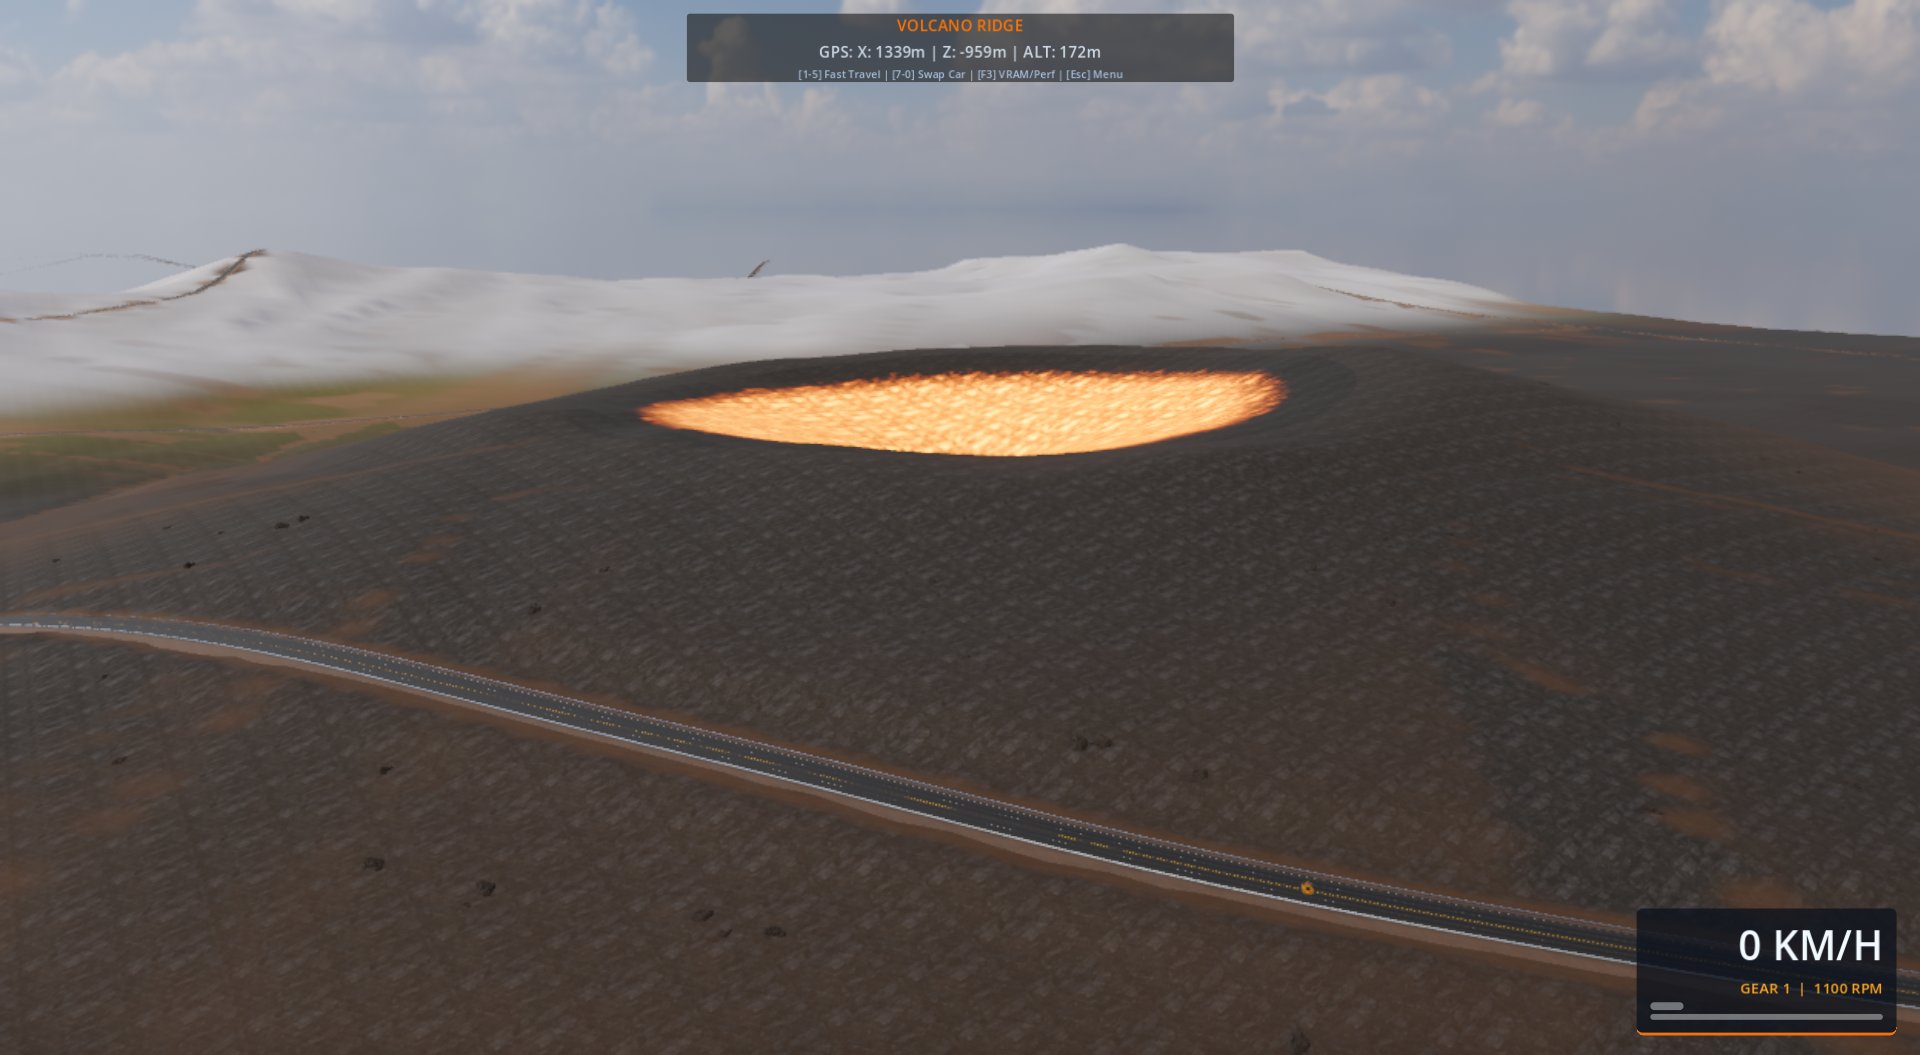 VOLCANO RIDGE
GPS: X: 1339m | Z: -959m | ALT: 172m
[1-5] Fast Travel | [7-0] Swap Car | [F3] VRAM/Perf | [Esc] Menu
0 KM/H
GEAR 1 | 1100 RPM